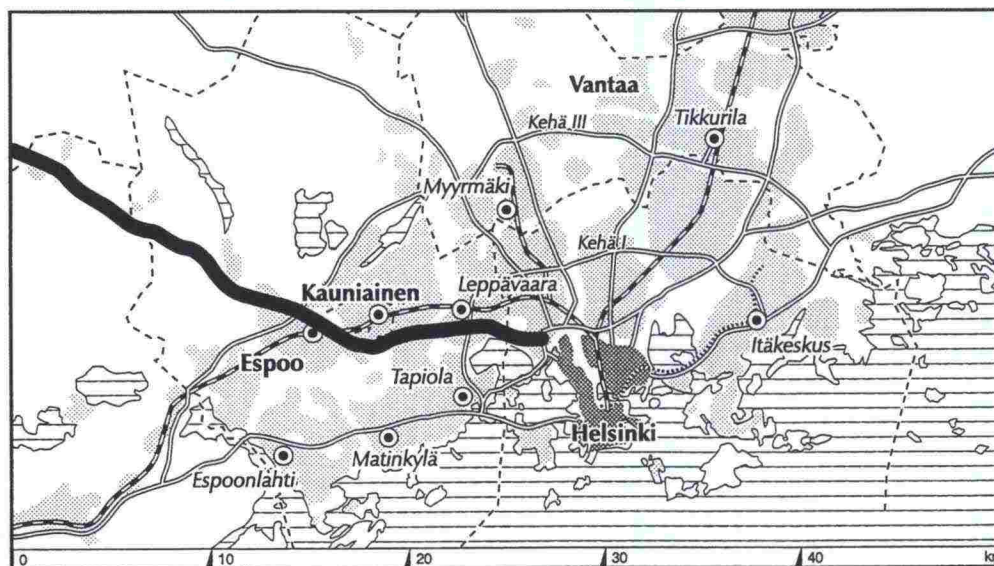 Vantaa
Kehä III
Tikkurila
Myyrmäki
Kehä I
Leppävaara
Kauniainen
Espoo
Itäkeskus
Tapiola
Helsinki
Matinkylä
Espoonlahti
0 10 20 30 40